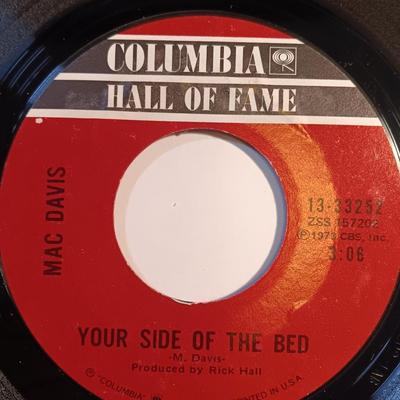 COLUMBIA
HALL OF FAME
MAC DAVIS
13-33252
ZSS 157202
Ⓟ 1973 CBS, Inc.
3:06
YOUR SIDE OF THE BED
-M. Davis-
Produced by Rick Hall
® "COLUMBIA"
PRINTED IN U.S.A.